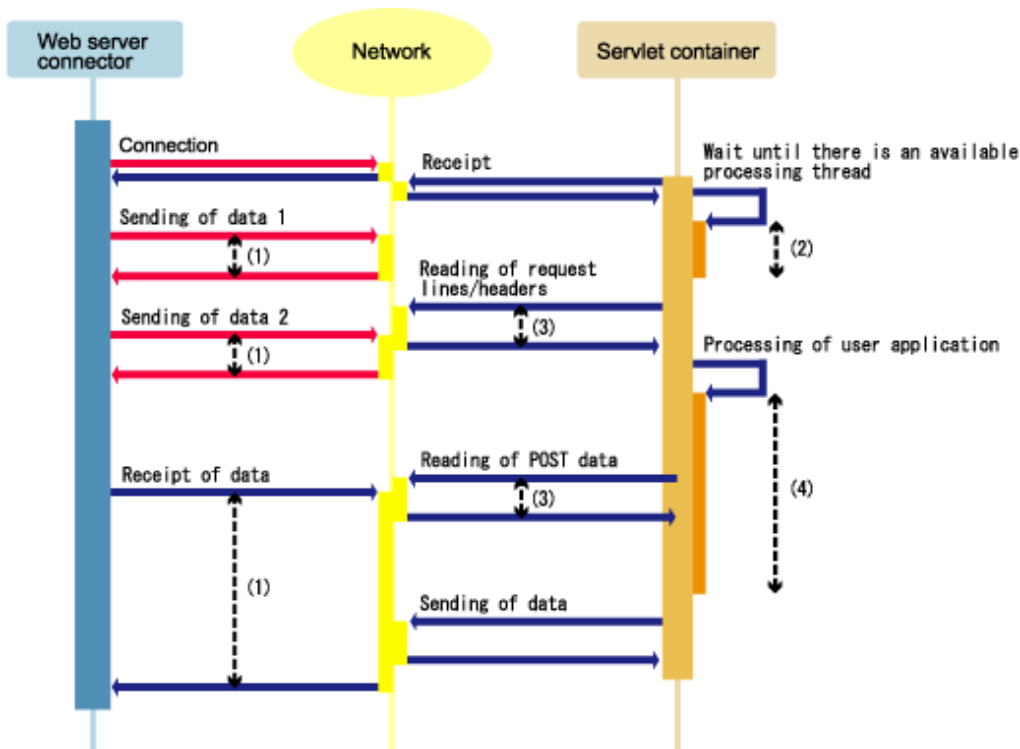 Web server
connector
Network
Servlet container
Connection
Receipt
Wait until there is an available
processing thread
Sending of data 1
(1)
(2)
Reading of request
lines/headers
Sending of data 2
(3)
(1)
Processing of user application
Receipt of data
Reading of POST data
(3)
(4)
(1)
Sending of data